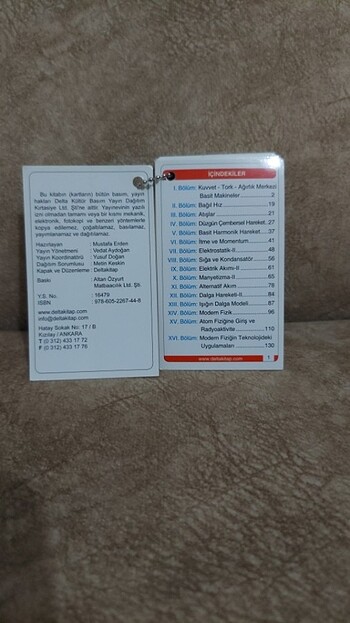 Bu kitabın (kartların) bütün basım, yayın
hakları Delta Kültür Basım Yayın Dağıtım
Kırtasiye Ltd. Şti'ne aittir. Yayınevinin yazılı
izni olmadan tamamı veya bir kısmı mekanik,
elektronik, fotokopi ve benzeri yöntemlerle
kopya edilemez, çoğaltılamaz, basılamaz,
yayımlanamaz ve dağıtılamaz.
Hazırlayan : Mustafa Erden
Yayın Yönetmeni : Vedat Aydoğan
Yayın Koordinatörü : Yusuf Doğan
Dağıtım Sorumlusu : Metin Keskin
Kapak ve Düzenleme : Deltakitap
Baskı : Altan Özyurt
Matbaacılık Ltd. Şti.
Y.S. No : 16479
ISBN : 978-605-2267-44-8
www.deltakitap.com
info@deltakitap.com
Hatay Sokak No: 17 / B
Kızılay / ANKARA
T (0 312) 433 17 72
F (0 312) 433 17 76
İÇİNDEKİLER
I. Bölüm: Kuvvet - Tork - Ağırlık Merkezi
Basit Makineler 2
II. Bölüm: Bağıl Hız 19
III. Bölüm: Atışlar 21
IV. Bölüm: Düzgün Çembersel Hareket. 27
V. Bölüm: Basit Harmonik Hareket 37
VI. Bölüm: İtme ve Momentum 41
VII. Bölüm: Elektrostatik-II 48
VIII. Bölüm: Sığa ve Kondansatör 56
IX. Bölüm: Elektrik Akımı-II 61
X. Bölüm: Manyetizma-II 65
XI. Bölüm: Alternatif Akım 76
XII. Bölüm: Dalga Hareketi-II 84
XIII. Bölüm: Işığın Dalga Modeli 87
XIV. Bölüm: Modern Fizik 96
XV. Bölüm: Atom Fiziğine Giriş ve
Radyoaktivite 110
XVI. Bölüm: Modern Fiziğin Teknolojideki
Uygulamaları 130
www.deltakitap.com 1